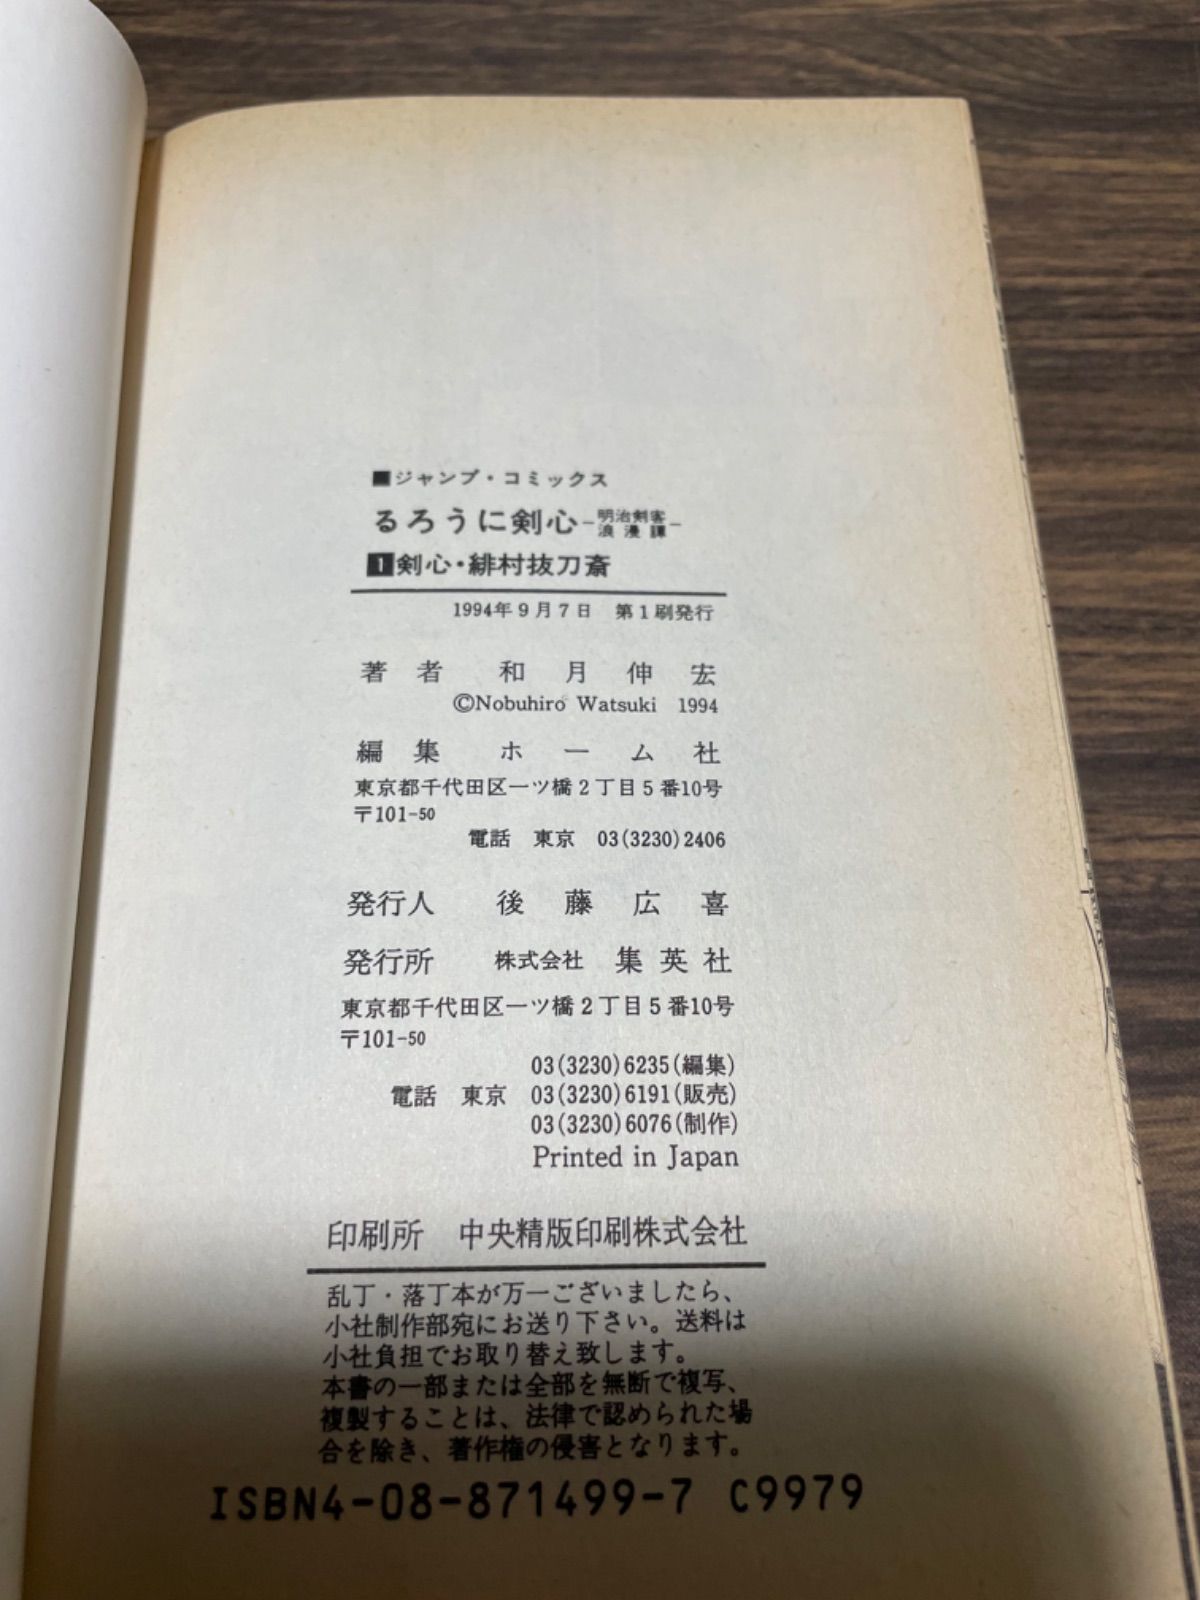 ■ジャンプ・コミックス
るろうに剣心-明治剣客浪漫譚-
1剣心・緋村抜刀斎
1994年9月7日 第1刷発行
著者 和月伸宏
©Nobuhiro Watsuki 1994
編集 ホーム社
東京都千代田区一ツ橋2丁目5番10号
〒101-50
電話 東京 03(3230)2406
発行人 後藤広喜
発行所 株式会社 集英社
東京都千代田区一ツ橋2丁目5番10号
〒101-50
03(3230)6235(編集)
電話 東京 03(3230)6191(販売)
03(3230)6076(制作)
Printed in Japan
印刷所 中央精版印刷株式会社
乱丁・落丁本が万一ございましたら、
小社制作部宛にお送り下さい。送料は
小社負担でお取り替え致します。
本書の一部または全部を無断で複写、
複製することは、法律で認められた場
合を除き、著作権の侵害となります。
ISBN4-08-871499-7 C9979